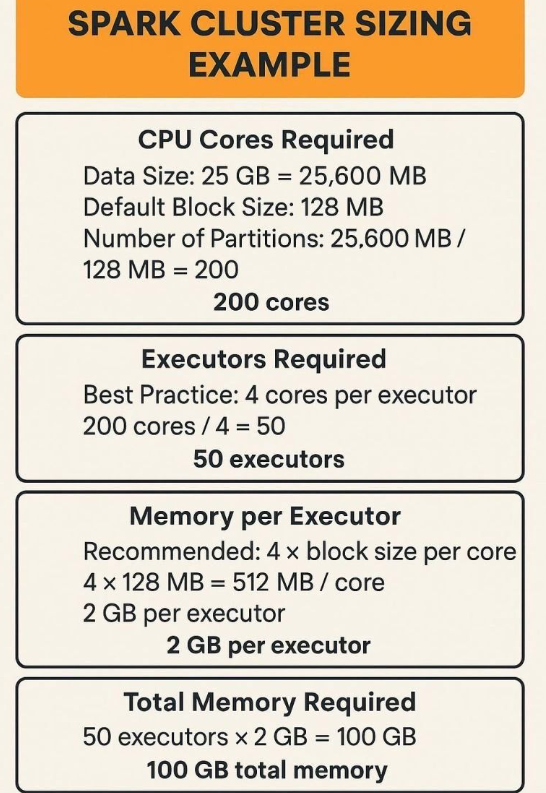 SPARK CLUSTER SIZING
EXAMPLE
CPU Cores Required
Data Size: 25 GB = 25,600 MB
Default Block Size: 128 MB
Number of Partitions: 25,600 MB /
128 MB = 200
200 cores
Executors Required
Best Practice: 4 cores per executor
200 cores / 4 = 50
50 executors
Memory per Executor
Recommended: 4 × block size per core
4 × 128 MB = 512 MB / core
2 GB per executor
2 GB per executor
Total Memory Required
50 executors × 2 GB = 100 GB
100 GB total memory